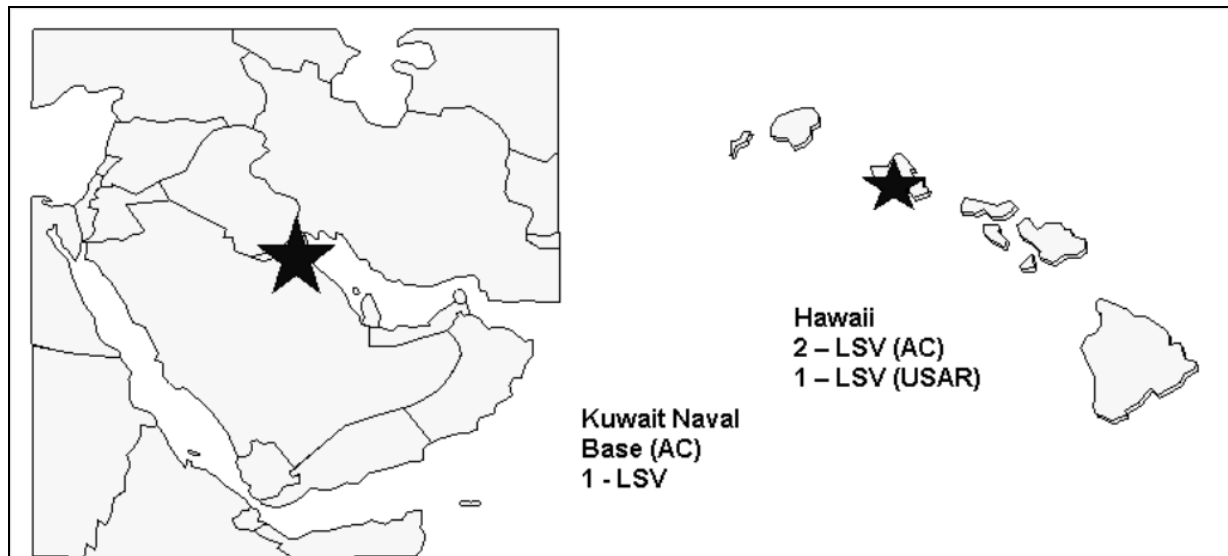 Hawaii
2 – LSV (AC)
1 – LSV (USAR)
Kuwait Naval
Base (AC)
1 - LSV